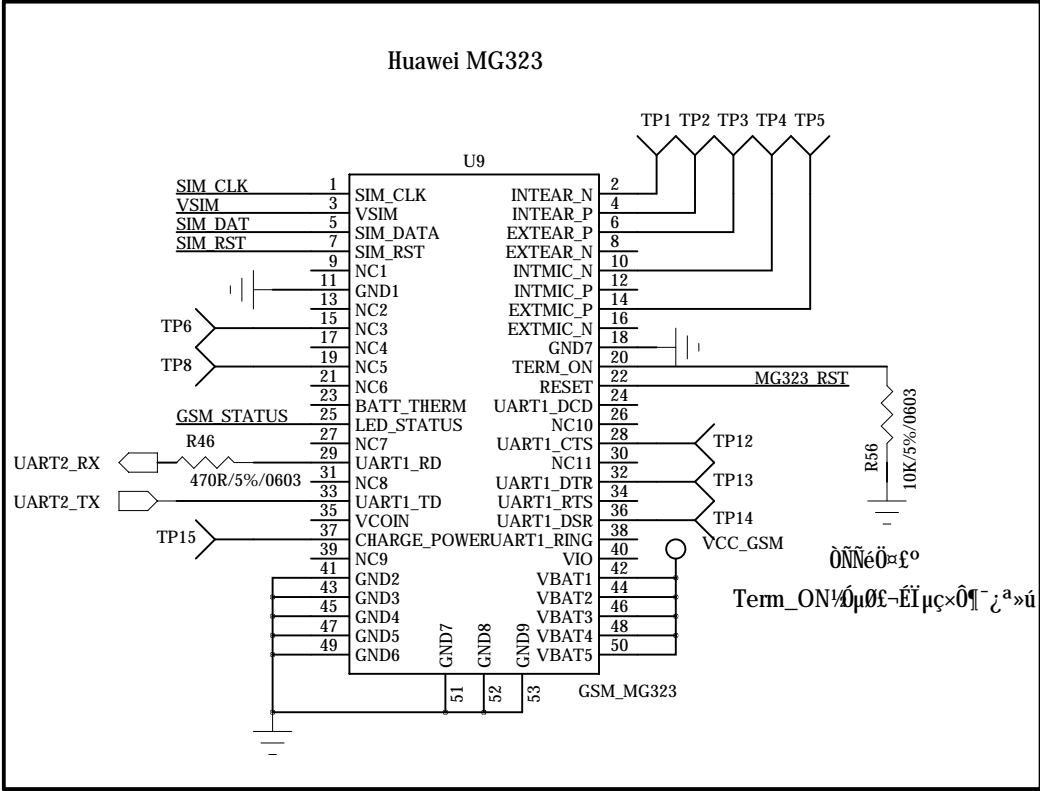 Huawei MG323
TP1 TP2 TP3 TP4 TP5
U9
SIM_CLK 1 SIM_CLK INTEAR_N 2
VSIM 3 VSIM INTEAR_P 4
SIM_DAT 5 SIM_DATA EXTEAR_P 6
SIM_RST 7 SIM_RST EXTEAR_N 8
9 NC1 INTMIC_N 10
11 GND1 INTMIC_P 12
13 NC2 EXTMIC_P 14
TP6 15 NC3 EXTMIC_N 16
17 NC4 GND7 18
TP8 19 NC5 TERM_ON 20
21 NC6 RESET 22 MG323_RST
23 BATT_THERM UART1_DCD 24
GSM_STATUS 25 LED_STATUS NC10 26
27 NC7 UART1_CTS 28 TP12
UART2_RX R46 470R/5%/0603 29 UART1_RD NC11 30
31 NC8 UART1_DTR 32 TP13
UART2_TX 33 UART1_TD UART1_RTS 34
35 VCOIN UART1_DSR 36 TP14
TP15 37 CHARGE_POWER UART1_RING 38
39 NC9 VIO 40 VCC_GSM
41 GND2 VBAT1 42
43 GND3 VBAT2 44
45 GND4 VBAT3 46
47 GND5 VBAT4 48
49 GND6 VBAT5 50
GND7 GND8 GND9
51 52 53
GSM_MG323
R56 10K/5%/0603
ÒÑÑéÖ¤£º
Term_ON¼ÓµØ£¬ÉÏµç×Ô¶¯¿ª»ú